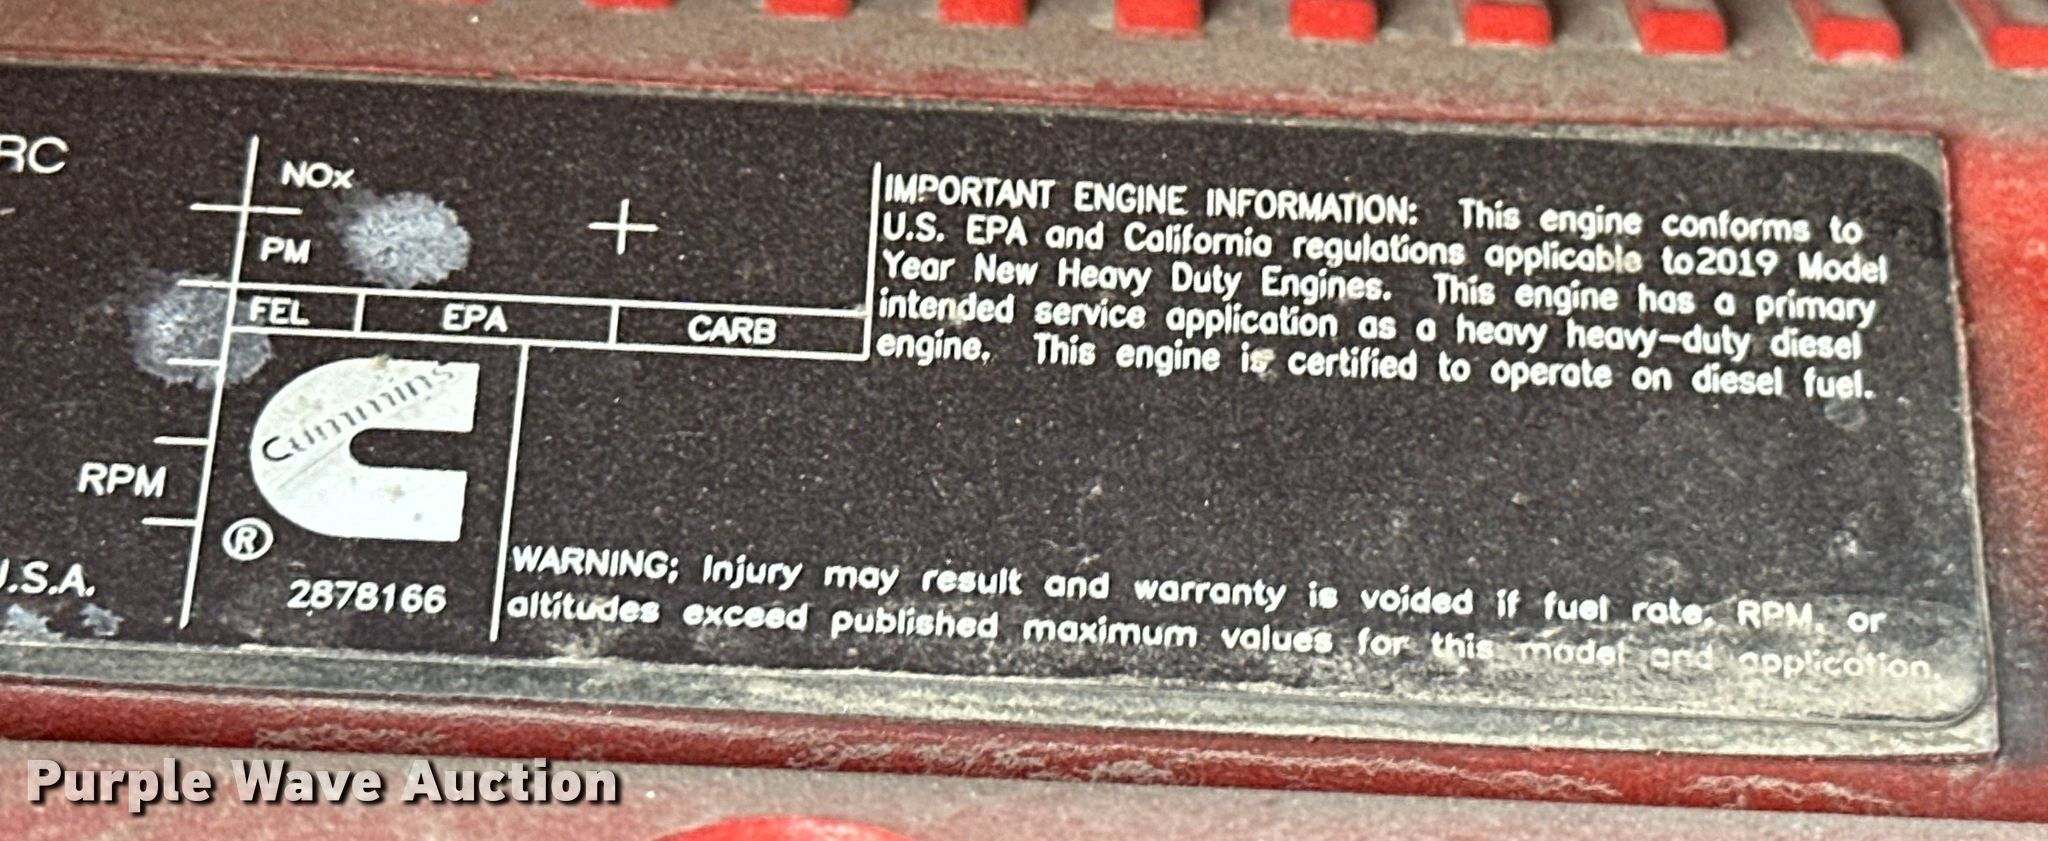 RC
NOx
PM
FEL EPA CARB
IMPORTANT ENGINE INFORMATION: This engine conforms to
U.S. EPA and California regulations applicable to 2019 Model
Year New Heavy Duty Engines. This engine has a primary
intended service application as a heavy heavy-duty diesel
engine. This engine is certified to operate on diesel fuel.
Cummins
RPM
®
U.S.A.
2878166
WARNING: Injury may result and warranty is voided if fuel rate, RPM, or
altitudes exceed published maximum values for this model and application.
Purple Wave Auction